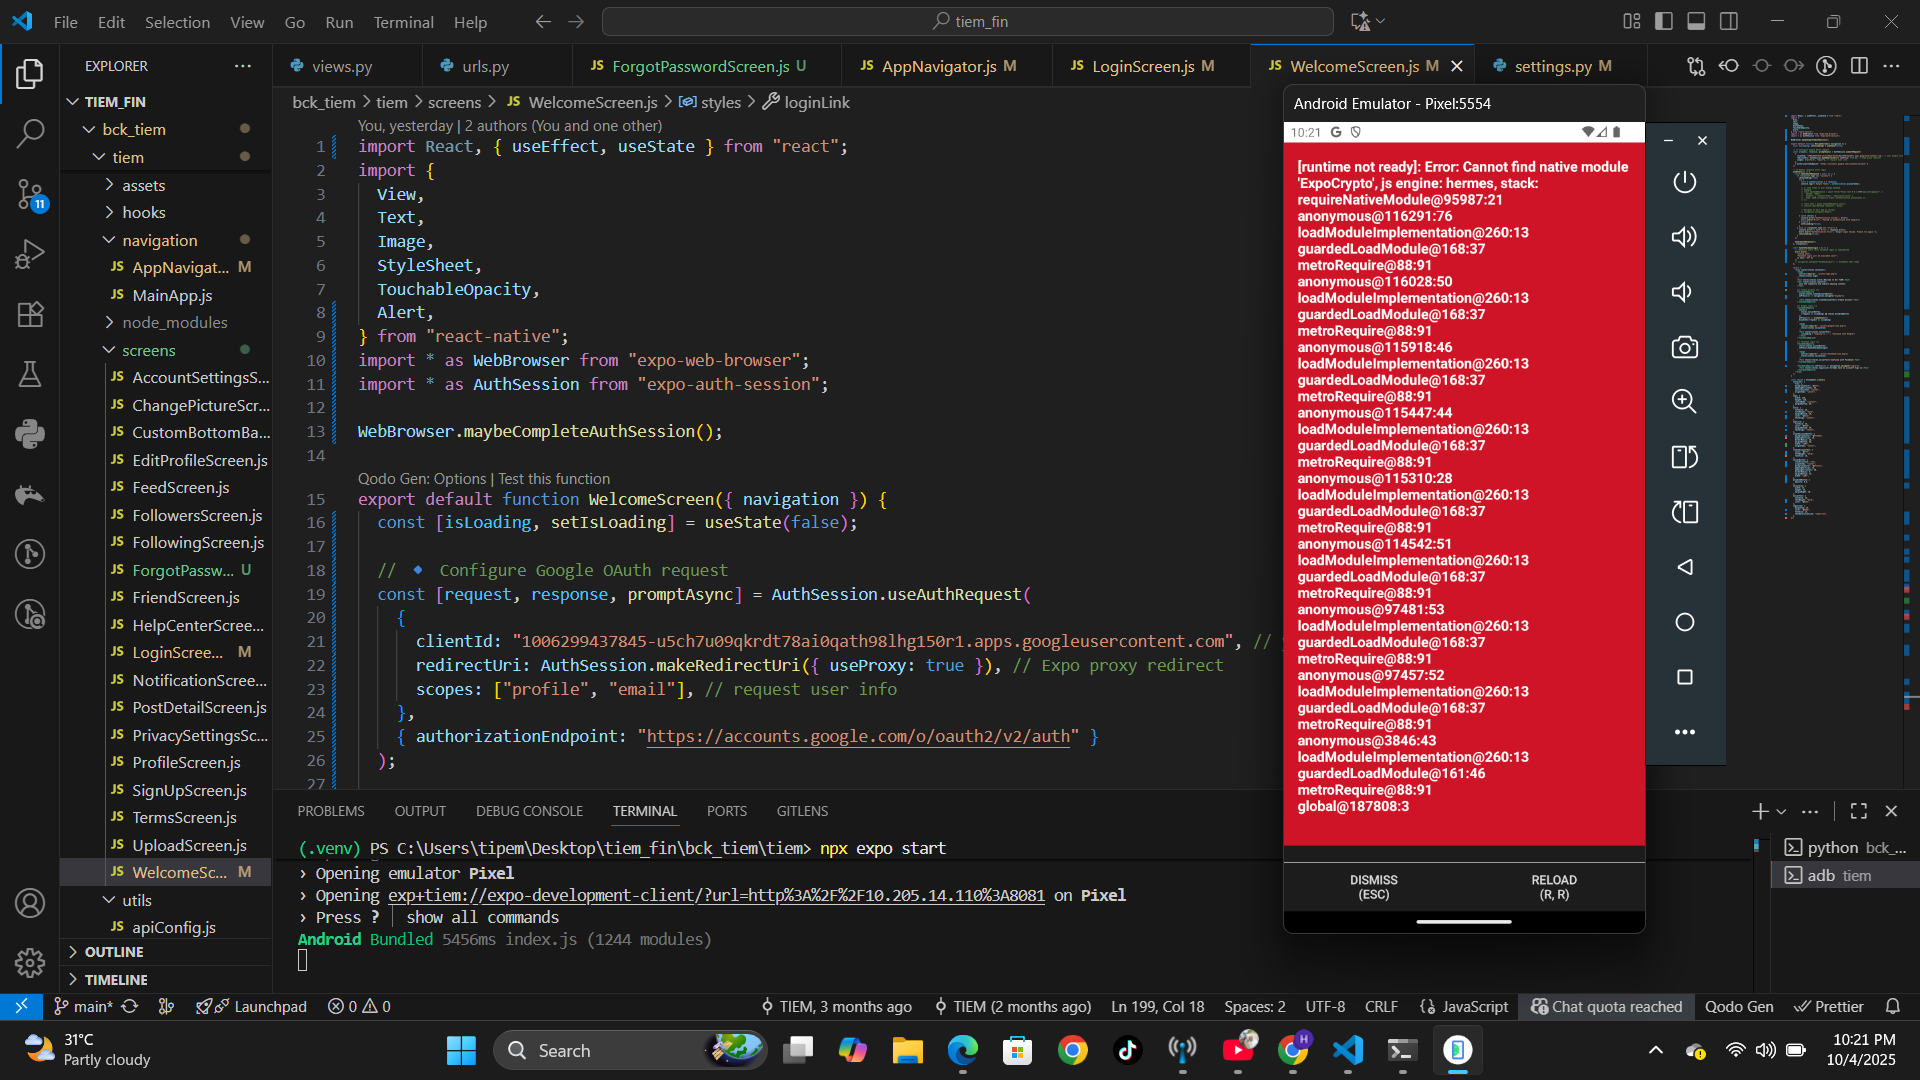 File Edit Selection View Go Run Terminal Help
tiem_fin
EXPLORER
TIEM_FIN
bck_tiem
tiem
assets
hooks
navigation
AppNavigat... M
MainApp.js
node_modules
screens
AccountSettingsS...
ChangePictureScr...
CustomBottomBa...
EditProfileScreen.js
FeedScreen.js
FollowersScreen.js
FollowingScreen.js
ForgotPassw... U
FriendScreen.js
HelpCenterScree...
LoginScree... M
NotificationScree...
PostDetailScreen.js
PrivacySettingsSc...
ProfileScreen.js
SignUpScreen.js
TermsScreen.js
UploadScreen.js
WelcomeSc... M
utils
apiConfig.js
OUTLINE
TIMELINE
11
views.py
urls.py
JS ForgotPasswordScreen.js U
JS AppNavigator.js M
JS LoginScreen.js M
JS WelcomeScreen.js M
settings.py M
bck_tiem > tiem > screens > JS WelcomeScreen.js > styles > loginLink
You, yesterday | 2 authors (You and one other)
1 import React, { useEffect, useState } from "react";
2 import {
3 View,
4 Text,
5 Image,
6 StyleSheet,
7 TouchableOpacity,
8 Alert,
9 } from "react-native";
10 import * as WebBrowser from "expo-web-browser";
11 import * as AuthSession from "expo-auth-session";
12
13 WebBrowser.maybeCompleteAuthSession();
14
Qodo Gen: Options | Test this function
15 export default function WelcomeScreen({ navigation }) {
16 const [isLoading, setIsLoading] = useState(false);
17
18 // 🔹 Configure Google OAuth request
19 const [request, response, promptAsync] = AuthSession.useAuthRequest(
20 {
21 clientId: "1006299437845-u5ch7u09qkrdt78ai0qath98lhg150r1.apps.googleusercontent.com", //
22 redirectUri: AuthSession.makeRedirectUri({ useProxy: true }), // Expo proxy redirect
23 scopes: ["profile", "email"], // request user info
24 },
25 { authorizationEndpoint: "https://accounts.google.com/o/oauth2/v2/auth" }
26 );
27
Android Emulator - Pixel:5554
10:21
[runtime not ready]: Error: Cannot find native module
'ExpoCrypto', js engine: hermes, stack:
requireNativeModule@95987:21
anonymous@116291:76
loadModuleImplementation@260:13
guardedLoadModule@168:37
metroRequire@88:91
anonymous@116028:50
loadModuleImplementation@260:13
guardedLoadModule@168:37
metroRequire@88:91
anonymous@115918:46
loadModuleImplementation@260:13
guardedLoadModule@168:37
metroRequire@88:91
anonymous@115447:44
loadModuleImplementation@260:13
guardedLoadModule@168:37
metroRequire@88:91
anonymous@115310:28
loadModuleImplementation@260:13
guardedLoadModule@168:37
metroRequire@88:91
anonymous@114542:51
loadModuleImplementation@260:13
guardedLoadModule@168:37
metroRequire@88:91
anonymous@97481:53
loadModuleImplementation@260:13
guardedLoadModule@168:37
metroRequire@88:91
anonymous@97457:52
loadModuleImplementation@260:13
guardedLoadModule@168:37
metroRequire@88:91
anonymous@3846:43
loadModuleImplementation@260:13
guardedLoadModule@161:46
metroRequire@88:91
global@187808:3
DISMISS
(ESC)
RELOAD
(R, R)
PROBLEMS OUTPUT DEBUG CONSOLE TERMINAL PORTS GITLENS
(.venv) PS C:\Users\tipem\Desktop\tiem_fin\bck_tiem\tiem> npx expo start
› Opening emulator Pixel
› Opening exp+tiem://expo-development-client/?url=http%3A%2F%2F10.205.14.110%3A8081 on Pixel
› Press ? │ show all commands
Android Bundled 5456ms index.js (1244 modules)
python bck_...
adb tiem
main* Launchpad 0 0
TIEM, 3 months ago TIEM (2 months ago) Ln 199, Col 18 Spaces: 2 UTF-8 CRLF JavaScript Chat quota reached Qodo Gen Prettier
31°C
Partly cloudy
Search
10:21 PM
10/4/2025